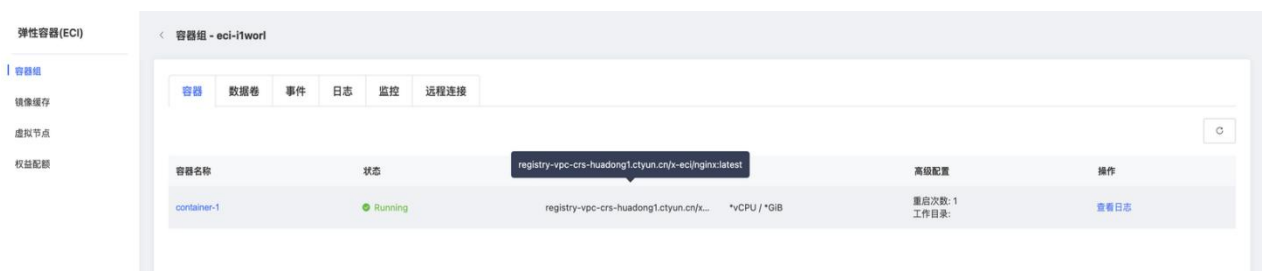 弹性容器(ECI)
容器组
镜像缓存
虚拟节点
权益配额
< 容器组 - eci-i1worl
容器 数据卷 事件 日志 监控 远程连接
registry-vpc-crs-huadong1.ctyun.cn/x-eci/nginx:latest
容器名称 状态 高级配置 操作
container-1 Running registry-vpc-crs-huadong1.ctyun.cn/x... *vCPU / *GiB 重启次数: 1 查看日志
工作目录: